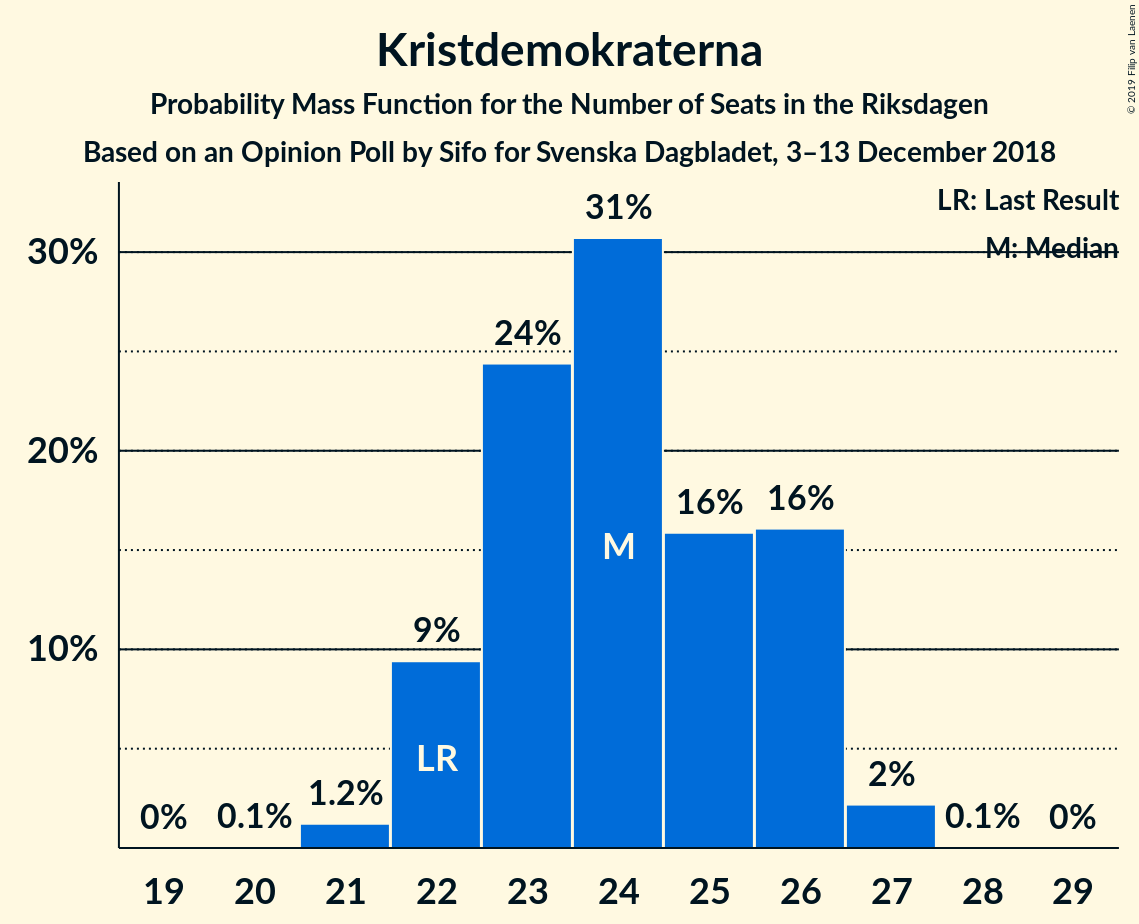 Kristdemokraterna
Probability Mass Function for the Number of Seats in the Riksdagen
Based on an Opinion Poll by Sifo for Svenska Dagbladet, 3–13 December 2018
© 2019 Filip van Laenen
LR: Last Result
M: Median
30%
20%
10%
0%
0.1%
1.2%
9%
24%
31%
16%
16%
2%
0.1%
0%
LR
M
19 20 21 22 23 24 25 26 27 28 29